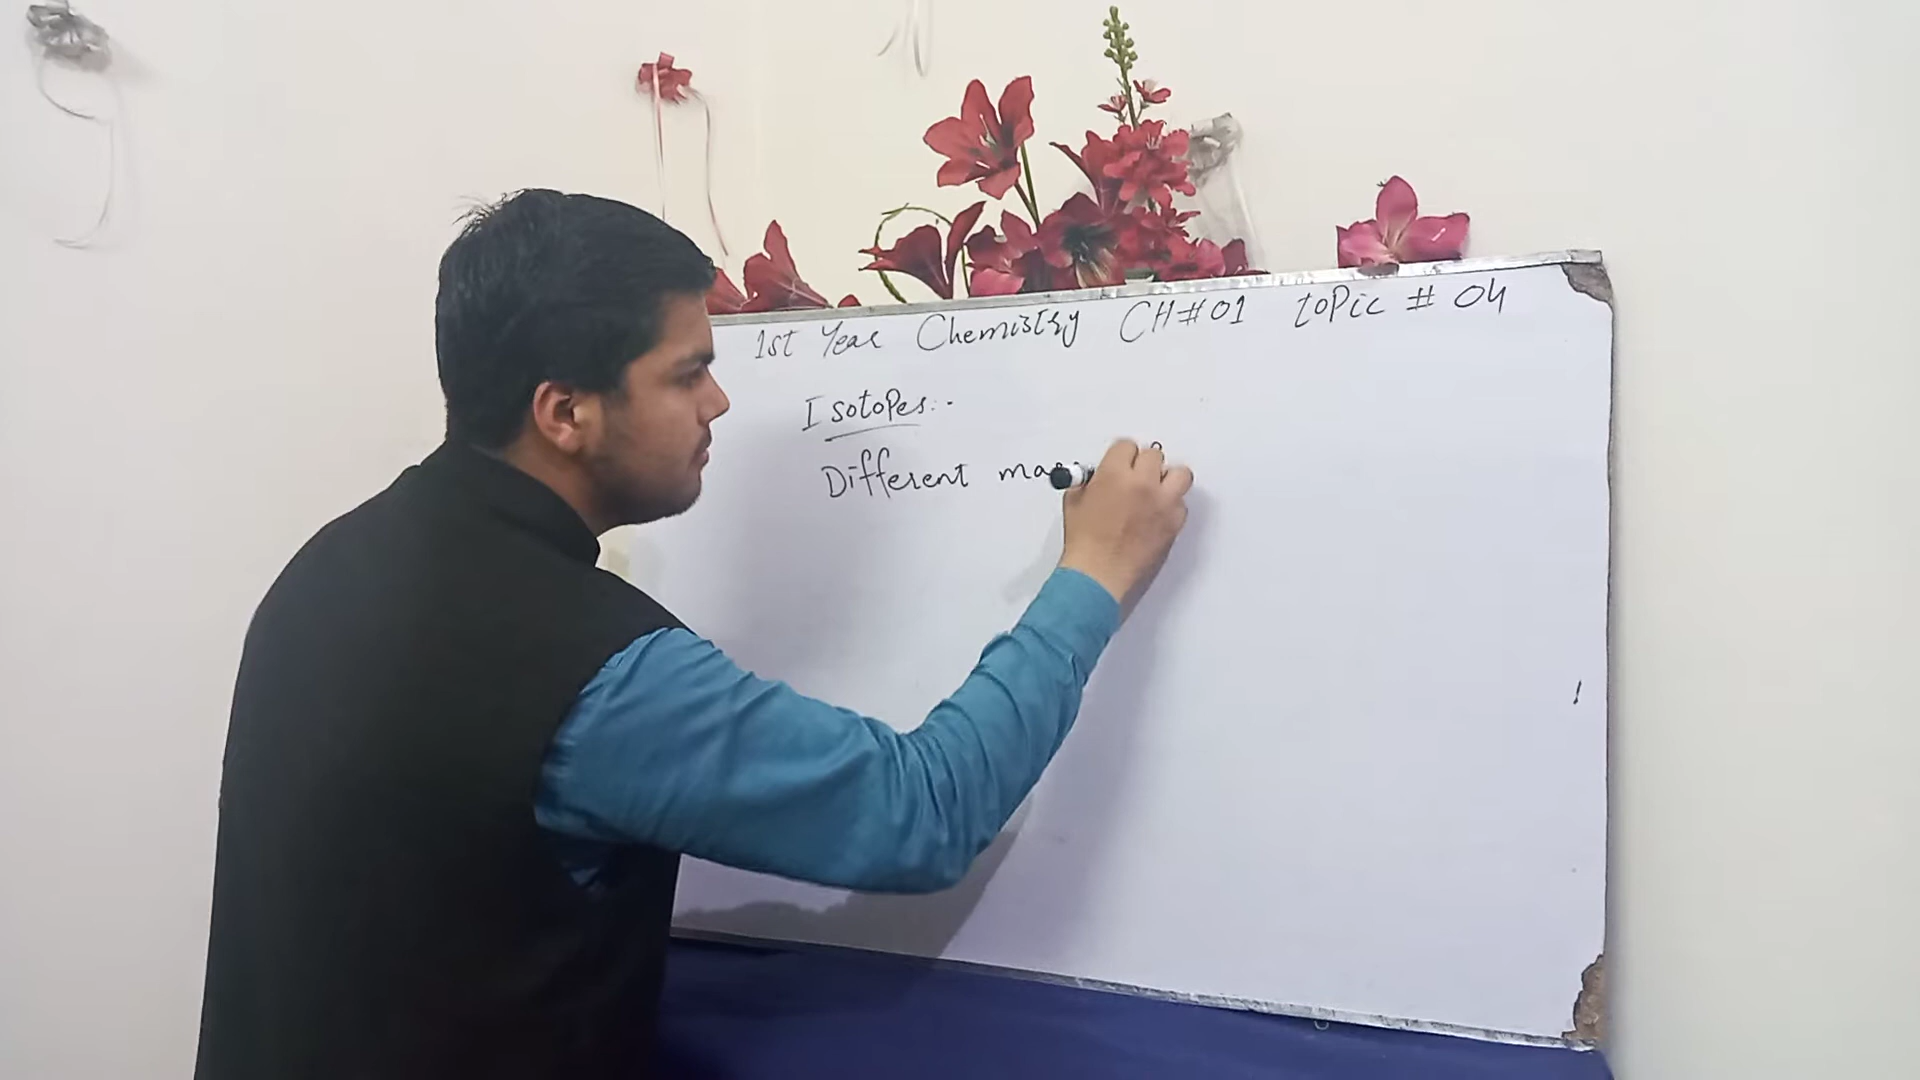 1st Year Chemistry CH#01 toPic # 04
IsotoPes:-
Different